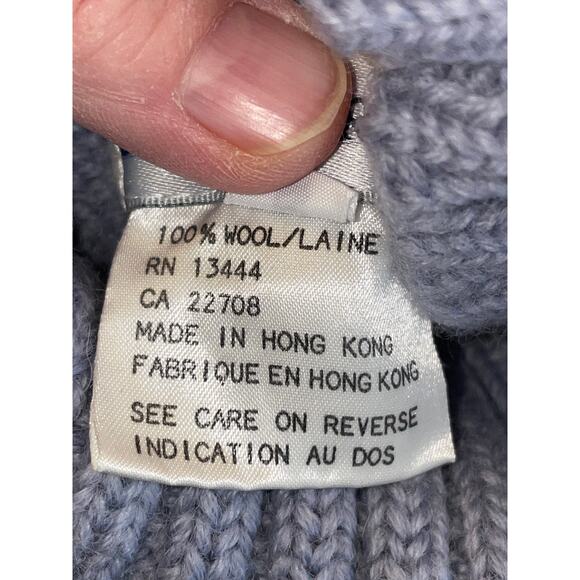 100% WOOL/LAINE
RN 13444
CA 22708
MADE IN HONG KONG
FABRIQUE EN HONG KONG
SEE CARE ON REVERSE
INDICATION AU DOS